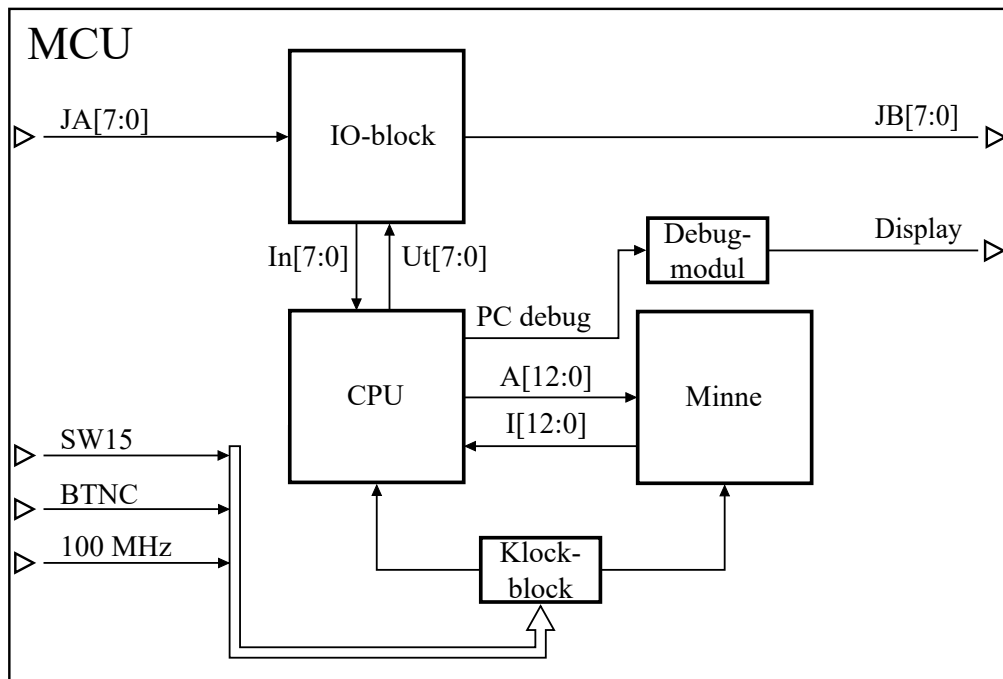 MCU
JA[7:0]
IO-block
JB[7:0]
In[7:0]
Ut[7:0]
Debug-
modul
Display
PC debug
CPU
A[12:0]
I[12:0]
Minne
SW15
BTNC
100 MHz
Klock-
block